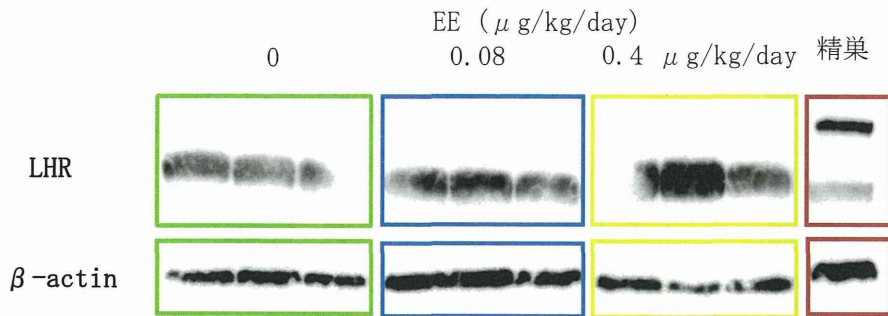 EE (μg/kg/day)
0 0.08 0.4 μg/kg/day 精巣
LHR
β-actin